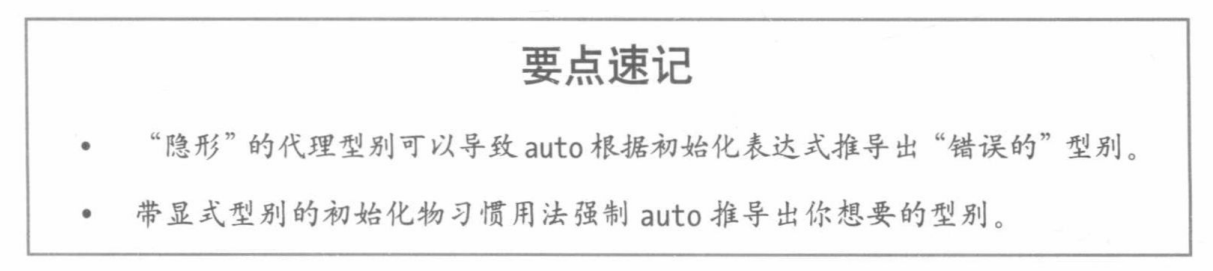 要点速记
• “隐形”的代理型别可以导致 auto 根据初始化表达式推导出“错误的”型别。
• 带显式型别的初始化物习惯用法强制 auto 推导出你想要的型别。